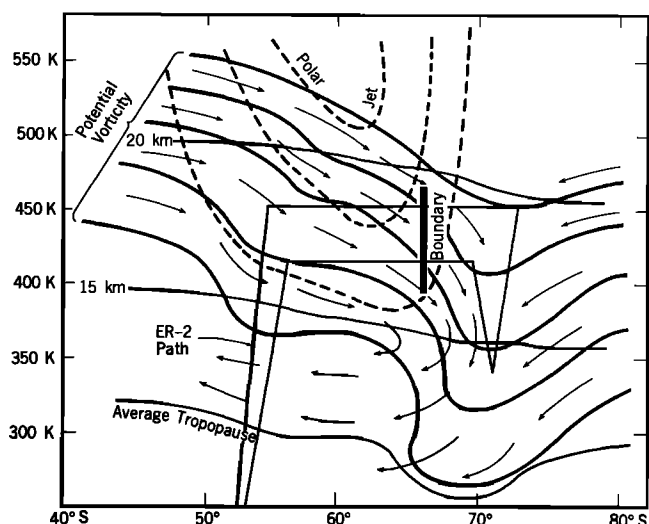 550 K
500 K
450 K
400 K
350 K
300 K
Potential
Vorticity
Polar
Jet
20 km
Boundary
15 km
ER-2
Path
Average Tropopause
40° S
50°
60°
70°
80° S